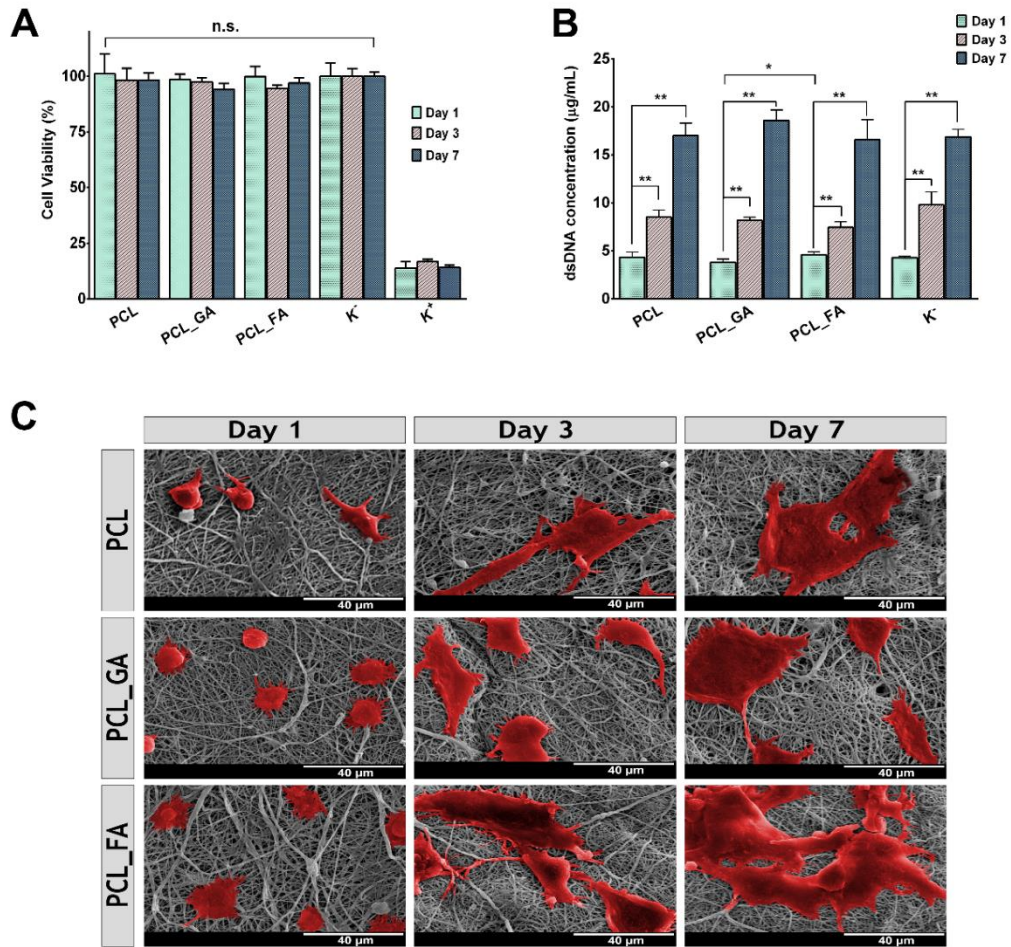 A
n.s.
Cell Viability (%)
100
75
50
25
0
PCL
PCL_GA
PCL_FA
K-
K+
Day 1
Day 3
Day 7
B
dsDNA concentration (µg/mL)
25
20
15
10
5
0
*
** ** ** **
** ** ** **
PCL
PCL_GA
PCL_FA
K-
Day 1
Day 3
Day 7
C
Day 1 Day 3 Day 7
PCL
40 µm 40 µm 40 µm
PCL_GA
40 µm 40 µm 40 µm
PCL_FA
40 µm 40 µm 40 µm